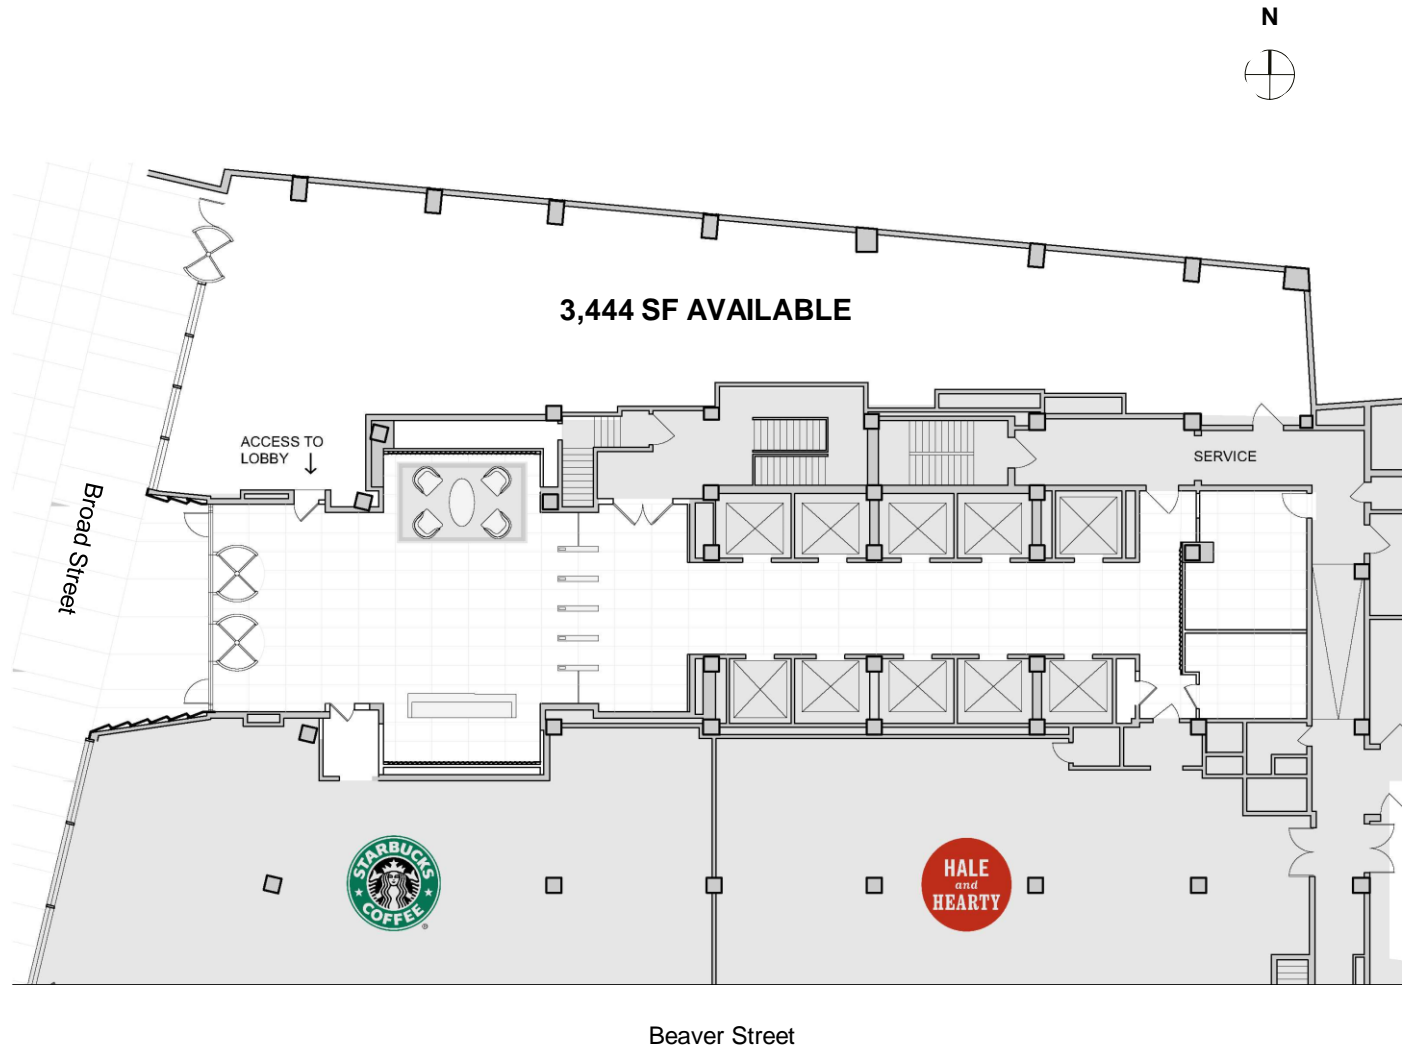 N
3,444 SF AVAILABLE
ACCESS TO
LOBBY
SERVICE
Broad Street
STARBUCKS
COFFEE
®
HALE
and
HEARTY
Beaver Street